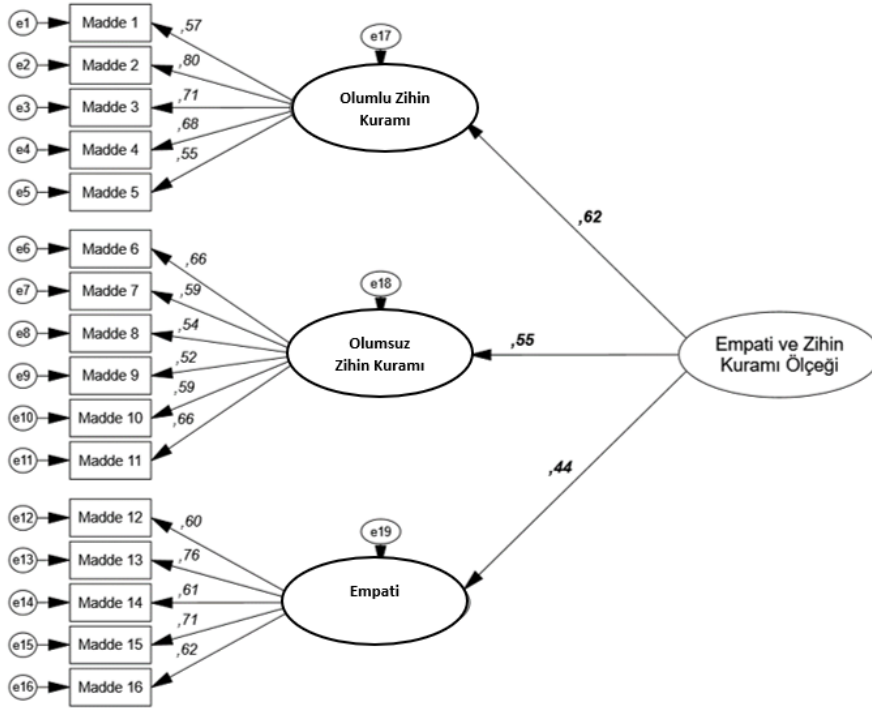 e1
Madde 1
,57
e2
Madde 2
,80
e3
Madde 3
,71
e4
Madde 4
,68
e5
Madde 5
,55
e17
Olumlu Zihin
Kuramı
,62
e6
Madde 6
,66
e7
Madde 7
,59
e8
Madde 8
,54
e9
Madde 9
,52
e10
Madde 10
,59
e11
Madde 11
,66
e18
Olumsuz
Zihin Kuramı
,55
Empati ve Zihin
Kuramı Ölçeği
,44
e12
Madde 12
,60
e13
Madde 13
,76
e14
Madde 14
,61
e15
Madde 15
,71
e16
Madde 16
,62
e19
Empati